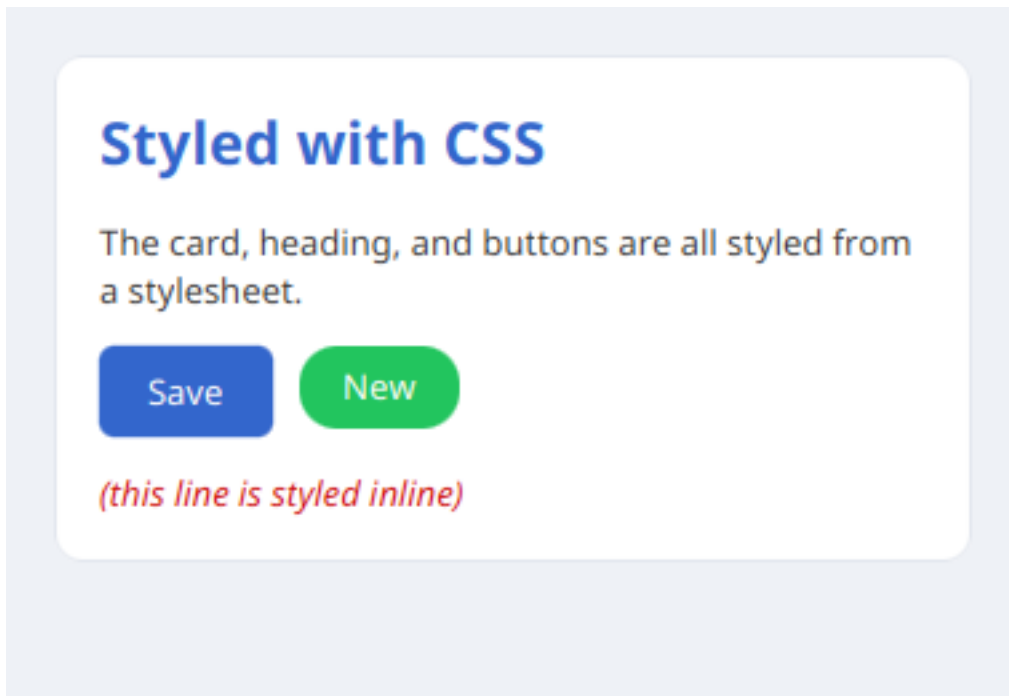 Styled with CSS
The card, heading, and buttons are all styled from
a stylesheet.
Save New
(this line is styled inline)